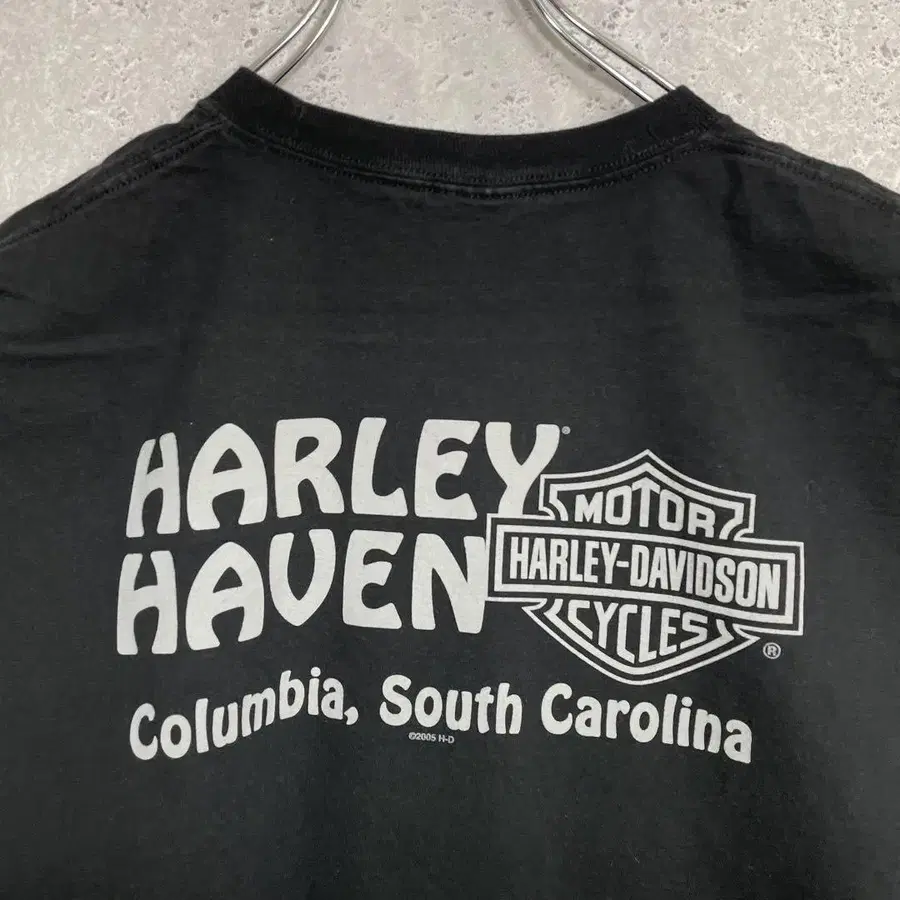 HARLEY®
HAVEN
MOTOR
HARLEY-DAVIDSON
CYCLES
®
Columbia, South Carolina
©2005 H-D